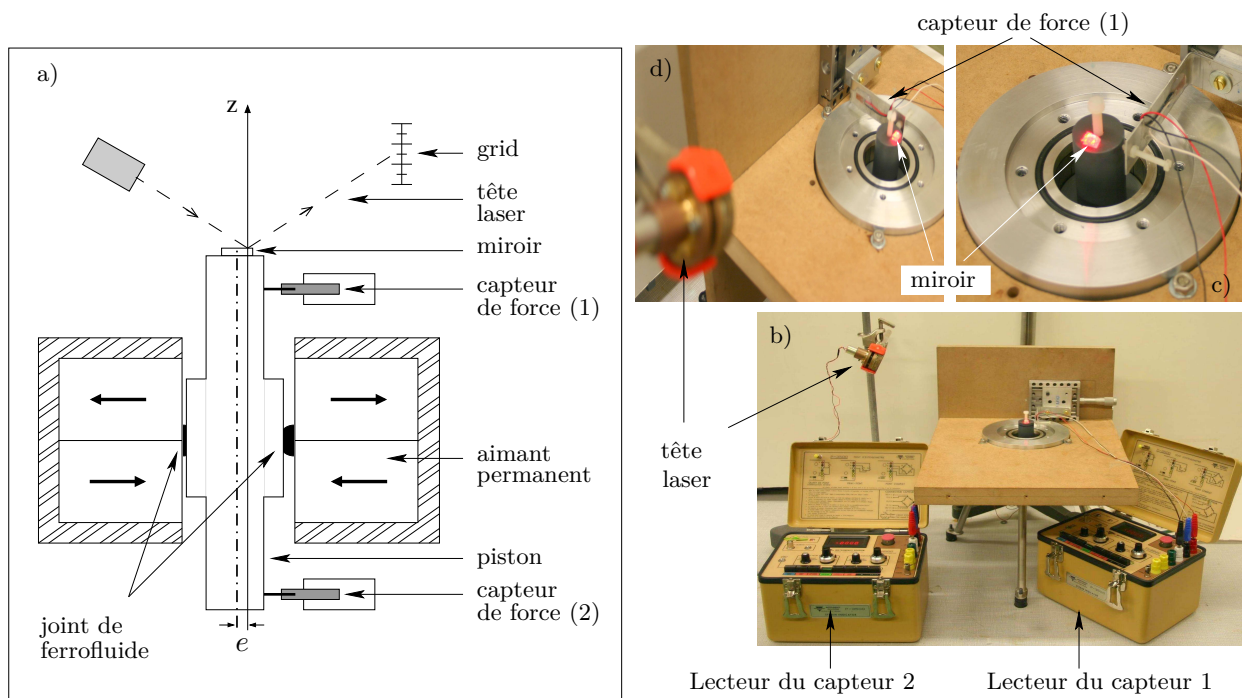 a)
z
grid
tête
laser
miroir
capteur
de force (1)
aimant
permanent
piston
capteur
de force (2)
joint de
ferrofluide
e
capteur de force (1)
d)
miroir
c)
b)
tête
laser
Lecteur du capteur 2
Lecteur du capteur 1